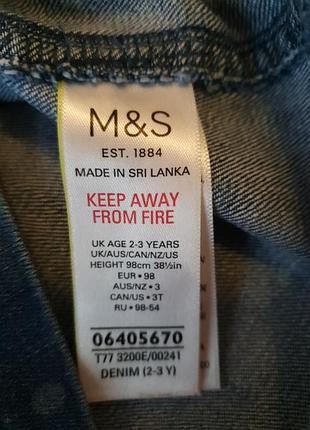 M&S
EST. 1884
MADE IN SRI LANKA
KEEP AWAY
FROM FIRE
UK AGE 2-3 YEARS
UK/AUS/CAN/NZ/US
HEIGHT 98cm 38½in
EUR • 98
AUS/NZ • 3
CAN/US • 3T
RU • 98-54
06405670
T77 3200E/00241
DENIM (2-3 Y)